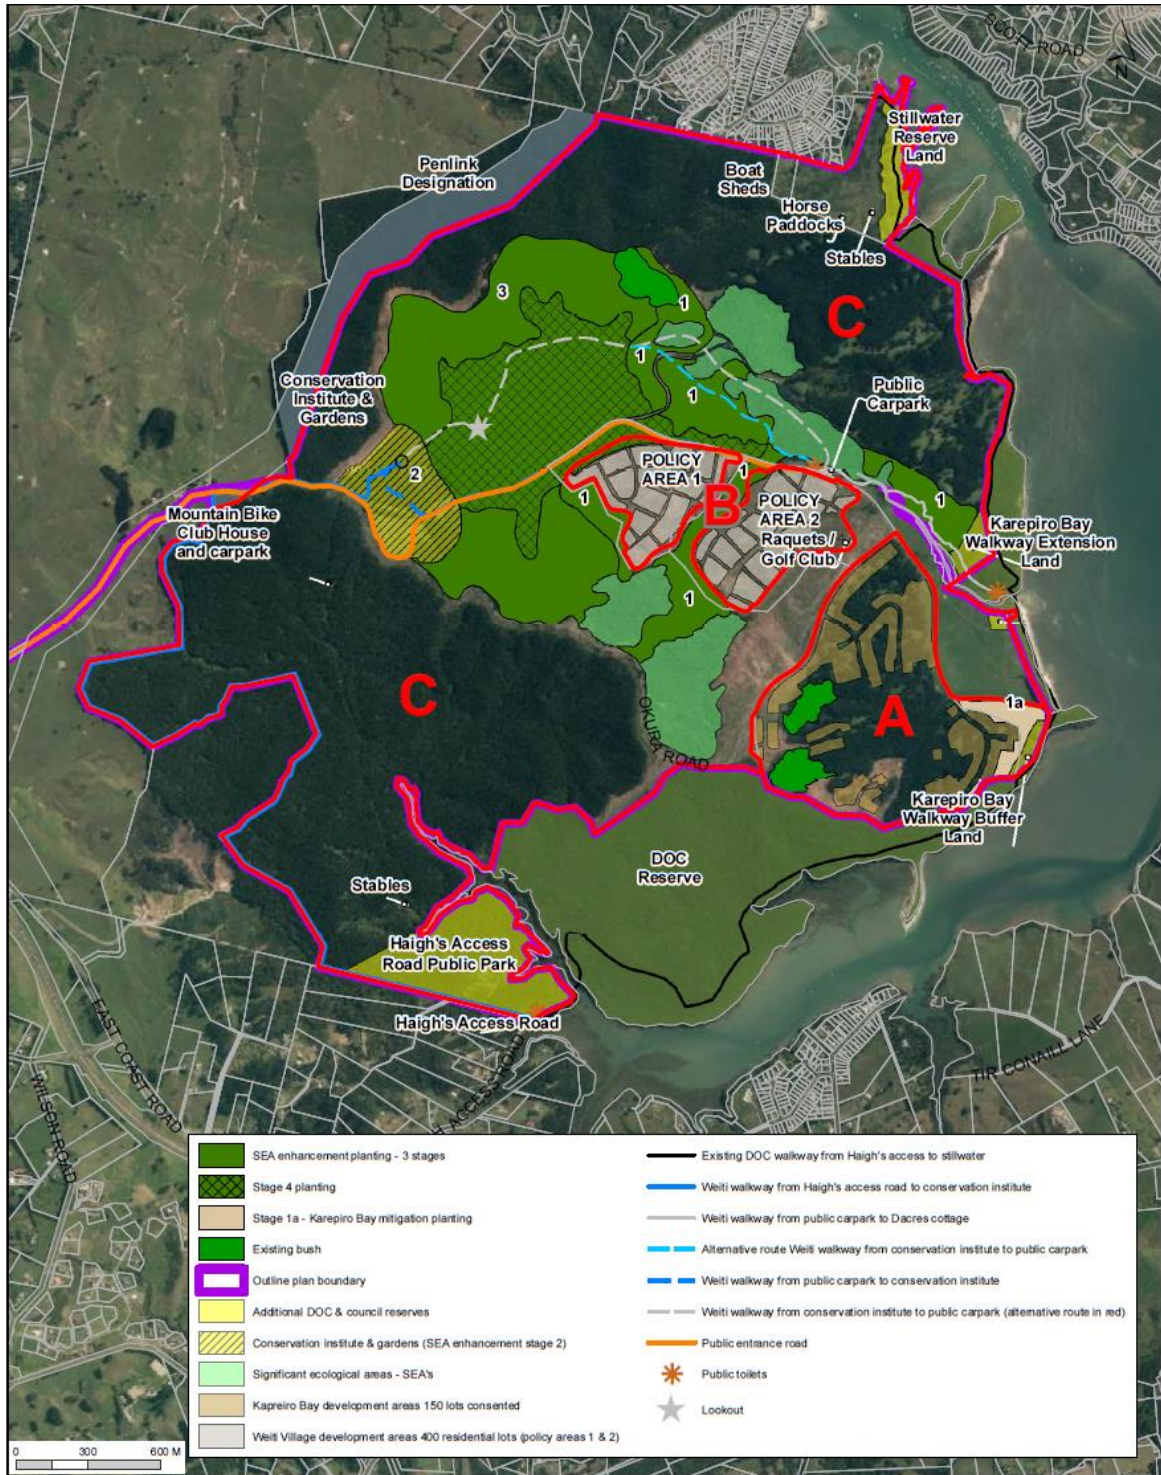 SCOTT ROAD
N
Stillwater
Reserve
Land
Penlink
Designation
Boat
Sheds
Horse
Paddocks
Stables
3
1
C
1
Conservation
Institute &
Gardens
1
Public
Carpark
2
POLICY
AREA 1
1
B
1
POLICY
AREA 2
Raquets /
Golf Club
1
Mountain Bike
Club House
and carpark
Karepiro Bay
Walkway Extension
Land
1
C
A
1a
OKURA ROAD
Karepiro Bay
Walkway Buffer
Land
DOC
Reserve
Stables
Haigh's Access
Road Public Park
Haigh's Access Road
H ACCESS ROAD
EAST COAST ROAD
WILSON ROAD
TIR CONAILL LANE
SEA enhancement planting - 3 stages
Stage 4 planting
Stage 1a - Karepiro Bay mitigation planting
Existing bush
Outline plan boundary
Additional DOC & council reserves
Conservation institute & gardens (SEA enhancement stage 2)
Significant ecological areas - SEA's
Kapreiro Bay development areas 150 lots consented
Weiti Village development areas 400 residential lots (policy areas 1 & 2)
Existing DOC walkway from Haigh's access to stillwater
Weiti walkway from Haigh's access road to conservation institute
Weiti walkway from public carpark to Dacres cottage
Alternative route Weiti walkway from conservation institute to public carpark
Weiti walkway from public carpark to conservation institute
Weiti walkway from conservation institute to public carpark (alternative route in red)
Public entrance road
Public toilets
Lookout
0 300 600 M